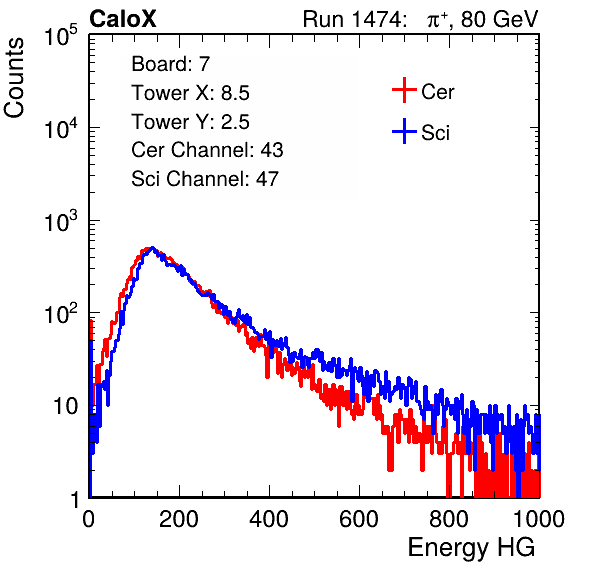 CaloX Run 1474: π⁺, 80 GeV
Board: 7
Tower X: 8.5
Tower Y: 2.5
Cer Channel: 43
Sci Channel: 47
Cer
Sci
Counts
10⁵
10⁴
10³
10²
10
1
0 200 400 600 800 1000
Energy HG